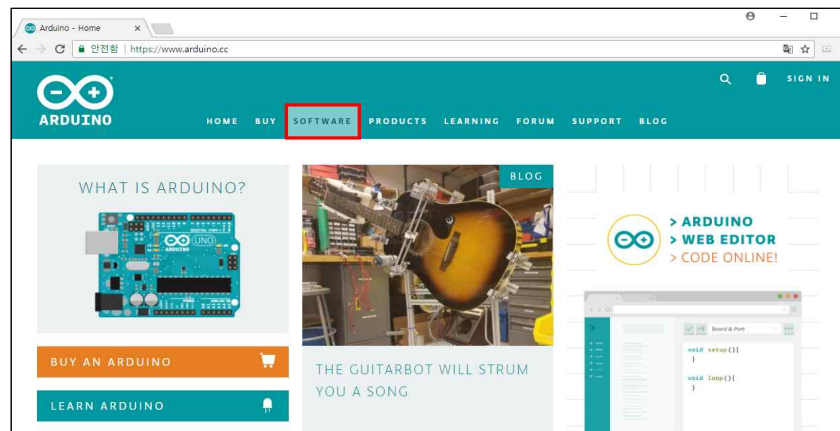 Arduino - Home
안전함 | https://www.arduino.cc
SIGN IN
ARDUINO
HOME BUY SOFTWARE PRODUCTS LEARNING FORUM SUPPORT BLOG
WHAT IS ARDUINO?
UNO
ARDUINO
BLOG
THE GUITARBOT WILL STRUM
YOU A SONG
> ARDUINO
> WEB EDITOR
> CODE ONLINE!
Board & Port
void setup(){
}
void loop(){
}
BUY AN ARDUINO
LEARN ARDUINO